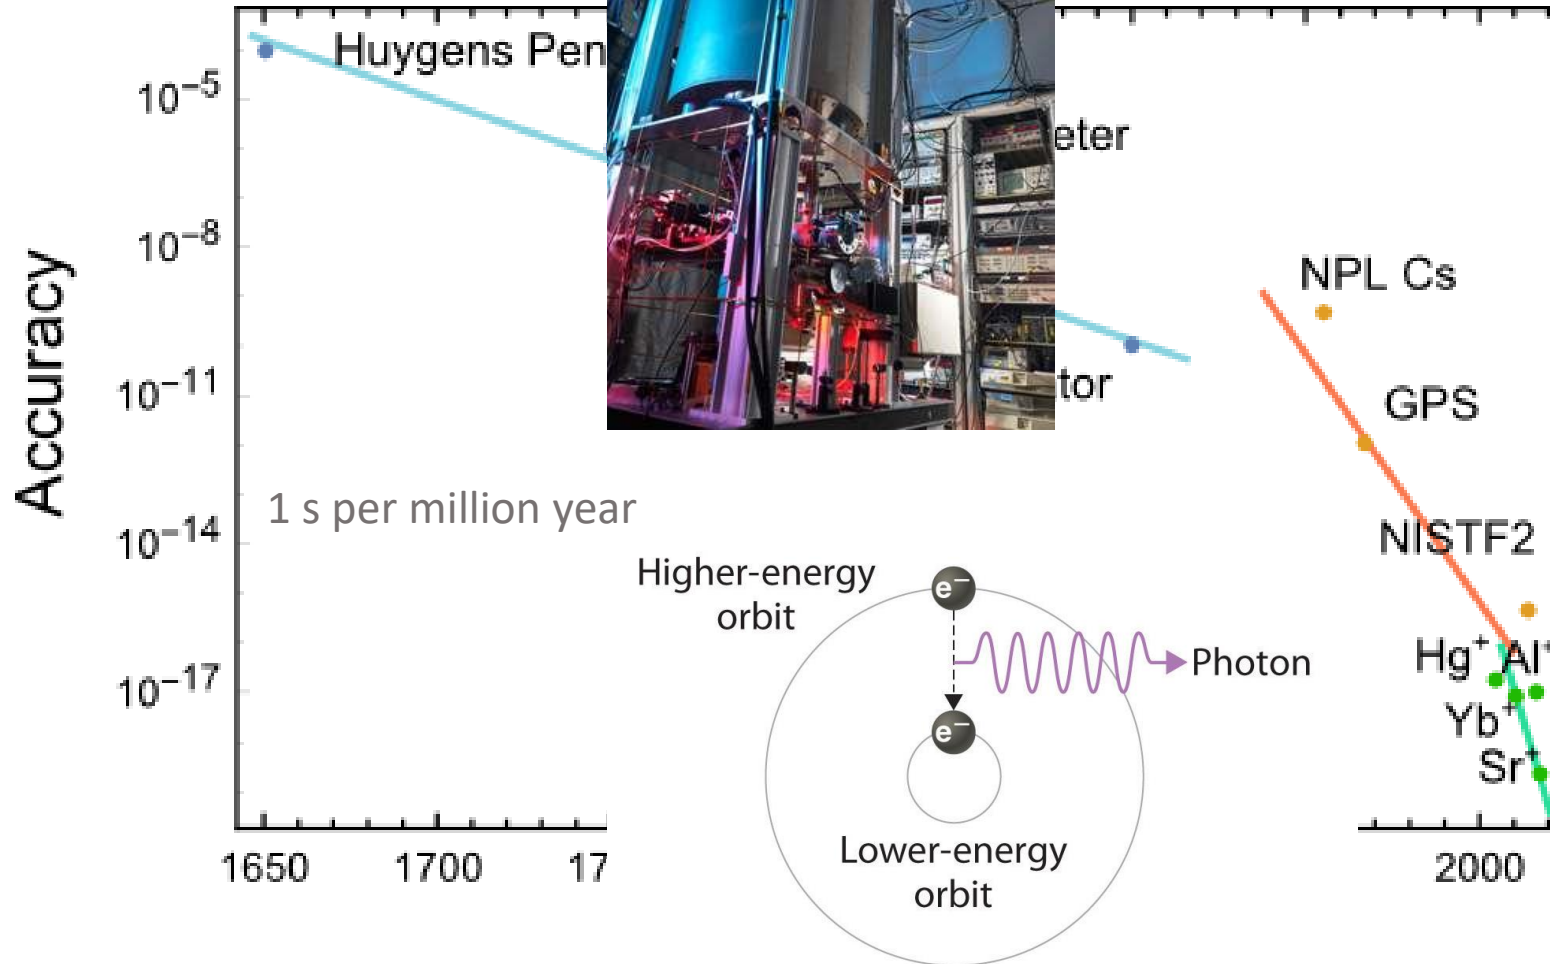 Huygens Pen
10⁻⁵
eter
10⁻⁸
NPL Cs
Accuracy
10⁻¹¹
tor
GPS
1 s per million year
10⁻¹⁴
NISTF2
Higher-energy
orbit
e⁻
Photon
Hg⁺ Al⁺
10⁻¹⁷
Yb⁺
e⁻
Sr⁺
Lower-energy
orbit
1650 1700 17 2000